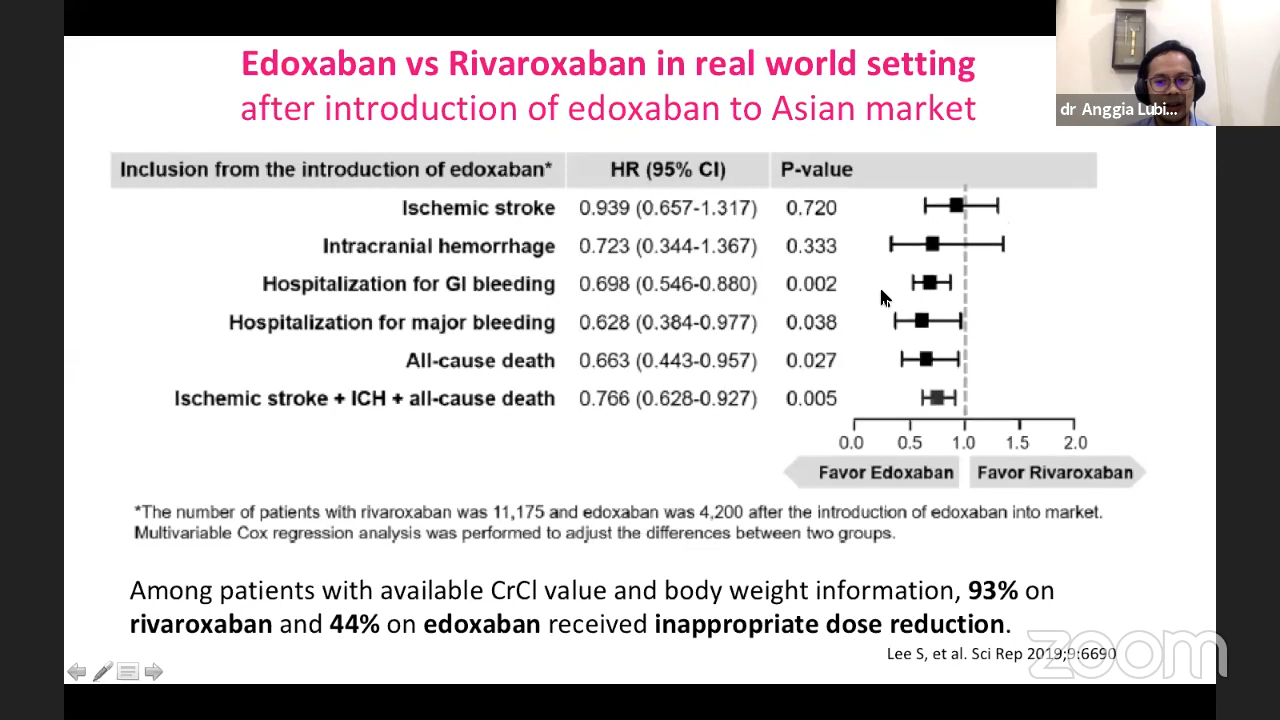 Edoxaban vs Rivaroxaban in real world setting
after introduction of edoxaban to Asian market
dr Anggia Lubi...
Inclusion from the introduction of edoxaban* HR (95% CI) P-value
Ischemic stroke 0.939 (0.657-1.317) 0.720
Intracranial hemorrhage 0.723 (0.344-1.367) 0.333
Hospitalization for GI bleeding 0.698 (0.546-0.880) 0.002
Hospitalization for major bleeding 0.628 (0.384-0.977) 0.038
All-cause death 0.663 (0.443-0.957) 0.027
Ischemic stroke + ICH + all-cause death 0.766 (0.628-0.927) 0.005
0.0 0.5 1.0 1.5 2.0
Favor Edoxaban Favor Rivaroxaban
*The number of patients with rivaroxaban was 11,175 and edoxaban was 4,200 after the introduction of edoxaban into market.
Multivariable Cox regression analysis was performed to adjust the differences between two groups.
Among patients with available CrCl value and body weight information, 93% on
rivaroxaban and 44% on edoxaban received inappropriate dose reduction.
Lee S, et al. Sci Rep 2019;9:6690
zoom